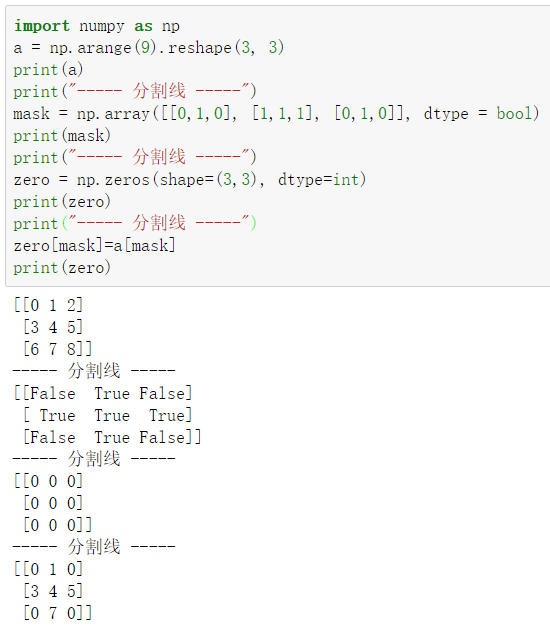 import numpy as np
a = np.arange(9).reshape(3, 3)
print(a)
print("----- 分割线 -----")
mask = np.array([[0,1,0], [1,1,1], [0,1,0]], dtype = bool)
print(mask)
print("----- 分割线 -----")
zero = np.zeros(shape=(3,3), dtype=int)
print(zero)
print("----- 分割线 -----")
zero[mask]=a[mask]
print(zero)
[[0 1 2]
 [3 4 5]
 [6 7 8]]
----- 分割线 -----
[[False  True False]
 [ True  True  True]
 [False  True False]]
----- 分割线 -----
[[0 0 0]
 [0 0 0]
 [0 0 0]]
----- 分割线 -----
[[0 1 0]
 [3 4 5]
 [0 7 0]]